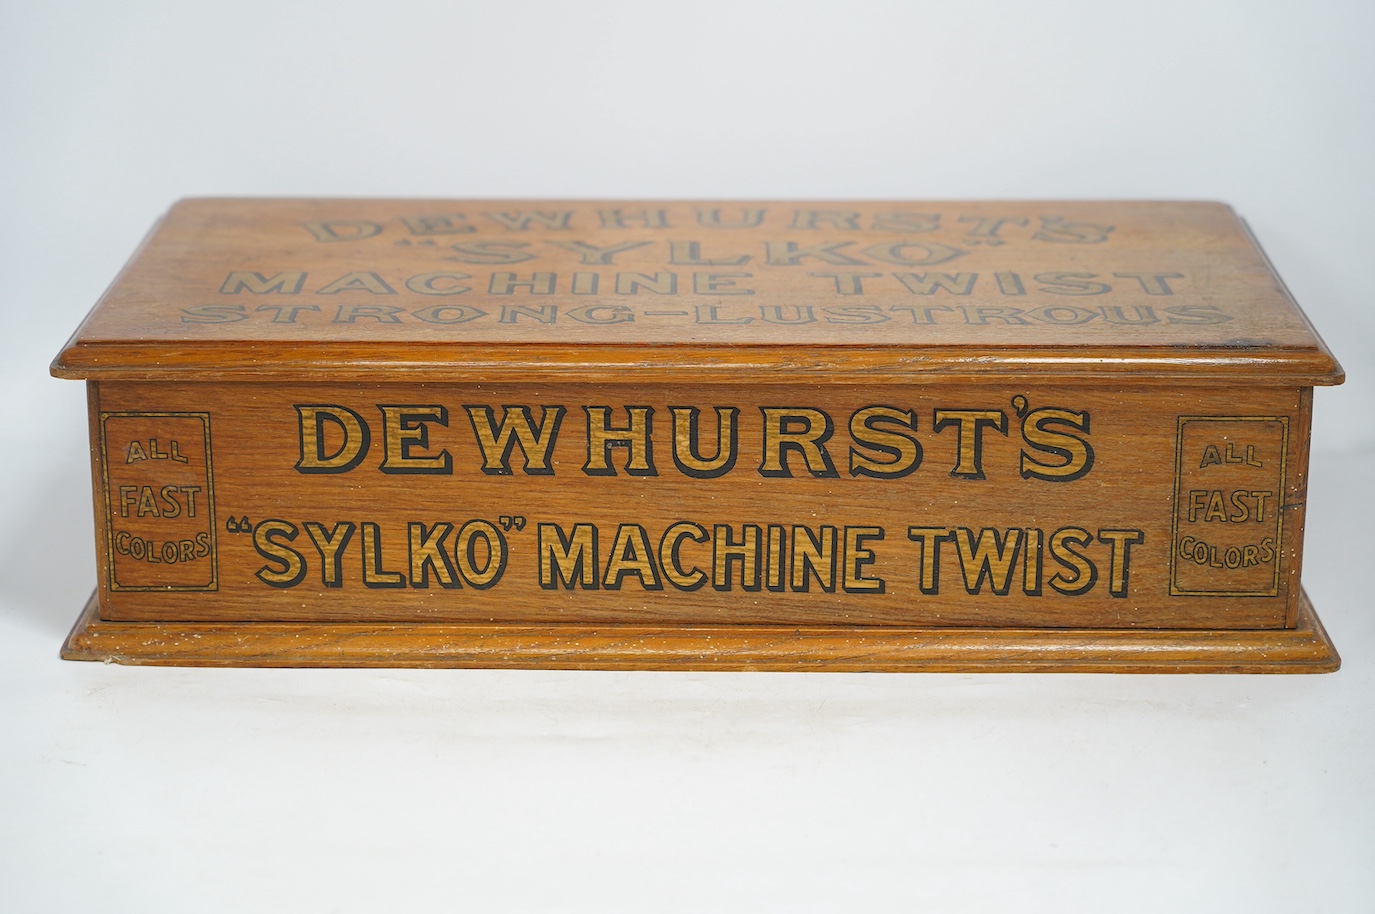 DEWHURST'S
"SYLKO"
MACHINE TWIST
STRONG-LUSTROUS
DEWHURST'S
"SYLKO" MACHINE TWIST
ALL
FAST
COLORS
ALL
FAST
COLORS